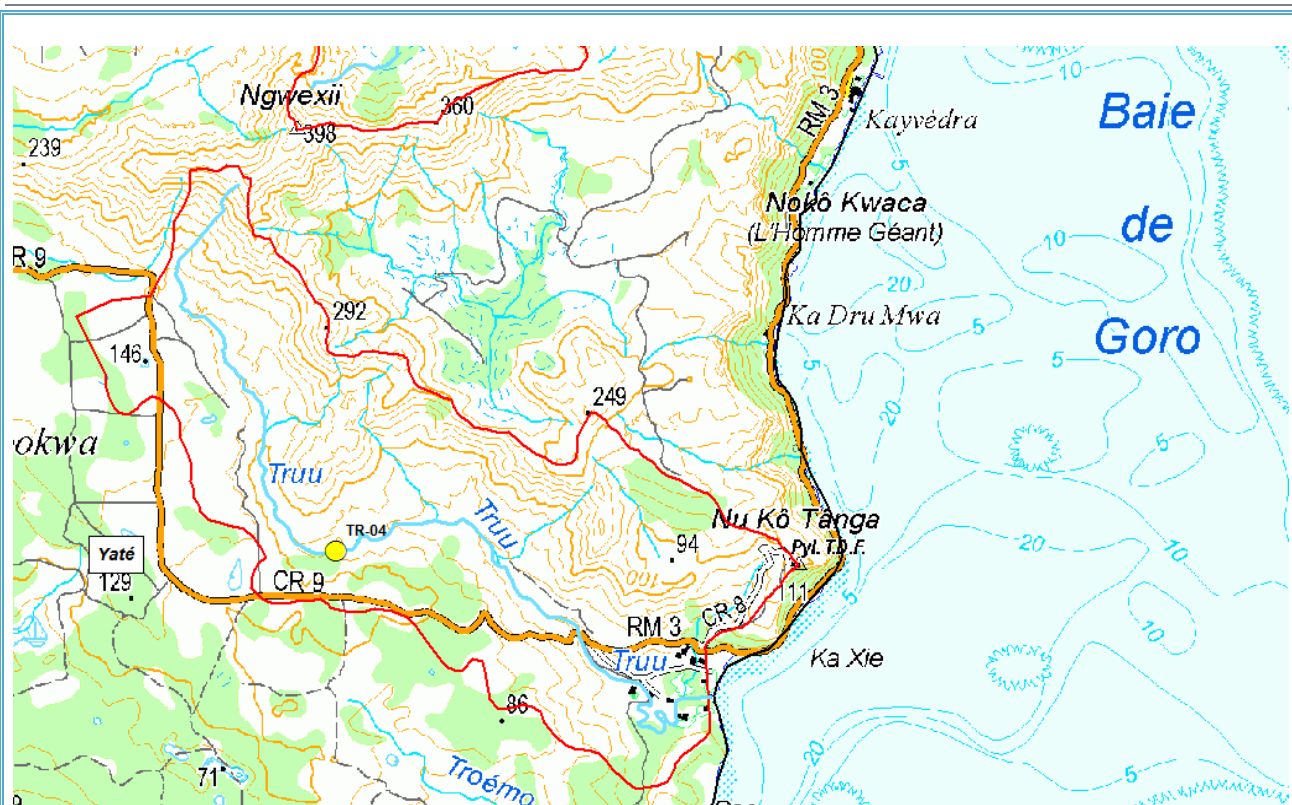 10
Baie
100
RM 3
Ngwexii
360
Kayvèdra
398
5
239
Nokô Kwaca
(L'Homme Géant)
de
10
R 9
20
292
Ka Dru Mwa
5
Goro
146
5
5
249
20
5
okwa
Truu
Truu
Nu Kô Tânga
TR-04
Pyl. T.D.F.
94
20
10
Yaté
100
129
CR 9
CR 8
11
5
10
RM 3
Truu
Ka Xie
86
20
Troémo
71
5